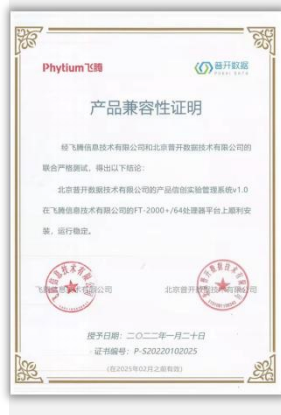 Phytium飞腾
普开数据
产品兼容性证明
经飞腾信息技术有限公司和北京普开数据技术有限公司的
联合严格测试，得出以下结论：
北京普开数据技术有限公司的产品信创实验管理系统v1.0
在飞腾信息技术有限公司的FT-2000+/64处理器平台上顺利安
装，运行稳定。
飞腾信息技术有限公司
北京普开数据技术有限公司
授予日期：二〇二二年一月二十日
证书编号：P-S20220102025
(在2025年02月之前有效)